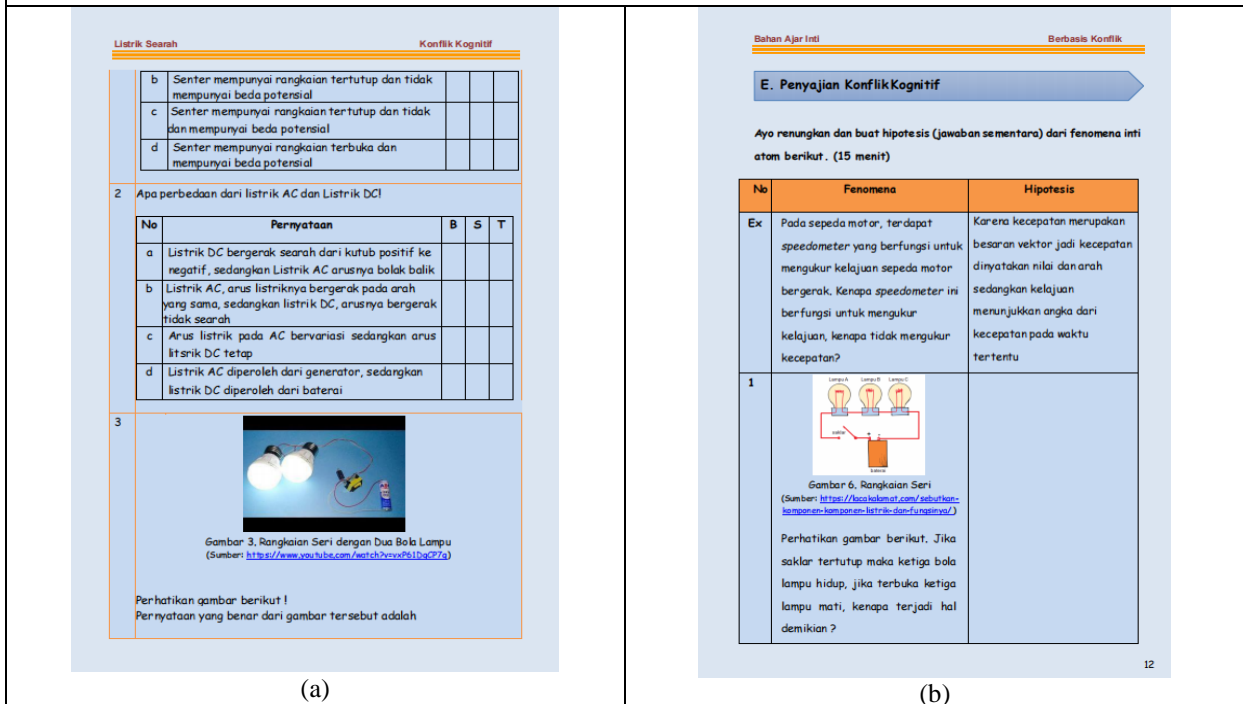 Listrik Searah Konflik Kognitif
b Senter mempunyai rangkaian tertutup dan tidak
mempunyai beda potensial
c Senter mempunyai rangkaian tertutup dan tidak
dan mempunyai beda potensial
d Senter mempunyai rangkaian terbuka dan
mempunyai beda potensial
2 Apa perbedaan dari listrik AC dan Listrik DC!
No Pernyataan B S T
a Listrik DC bergerak searah dari kutub positif ke
negatif, sedangkan Listrik AC arusnya bolak balik
b Listrik AC, arus listriknya bergerak pada arah
yang sama, sedangkan listrik DC, arusnya bergerak
tidak searah
c Arus listrik pada AC bervariasi sedangkan arus
litsrik DC tetap
d Listrik AC diperoleh dari generator, sedangkan
listrik DC diperoleh dari baterai
3
Gambar 3. Rangkaian Seri dengan Dua Bola Lampu
(Sumber: https://www.youtube.com/watch?v=vxP61DgCP7g)
Perhatikan gambar berikut !
Pernyataan yang benar dari gambar tersebut adalah
(a)
Bahan Ajar Inti Berbasis Konflik
E. Penyajian KonflikKognitif
Ayo renungkan dan buat hipotesis (jawaban sementara) dari fenomena inti
atom berikut. (15 menit)
No Fenomena Hipotesis
Ex Pada sepeda motor, terdapat
speedometer yang berfungsi untuk
mengukur kelajuan sepeda motor
bergerak. Kenapa speedometer ini
berfungsi untuk mengukur
kelajuan, kenapa tidak mengukur
kecepatan?
Karena kecepatan merupakan
besaran vektor jadi kecepatan
dinyatakan nilai dan arah
sedangkan kelajuan
menunjukkan angka dari
kecepatan pada waktu
tertentu
1
Lampu A Lampu B Lampu C
saklar
baterai
Gambar 6. Rangkaian Seri
(Sumber: https://lacakalamat.com/sebutkan-
komponen-komponen-listrik-dan-fungsinya/)
Perhatikan gambar berikut. Jika
saklar tertutup maka ketiga bola
lampu hidup, jika terbuka ketiga
lampu mati, kenapa terjadi hal
demikian ?
12
(b)